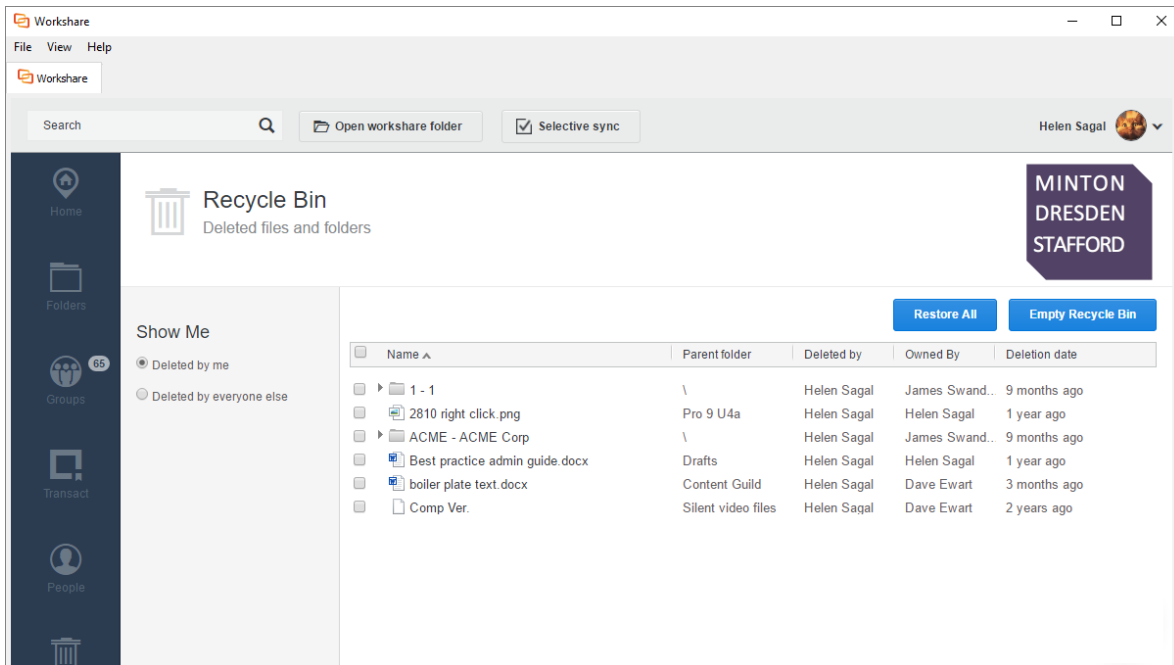 Workshare
File View Help
Workshare
Search Open workshare folder Selective sync Helen Sagal
Home
Folders
65
Groups
Transact
People
Recycle Bin
Deleted files and folders
MINTON
DRESDEN
STAFFORD
Show Me
Deleted by me
Deleted by everyone else
Restore All Empty Recycle Bin
Name Parent folder Deleted by Owned By Deletion date
1 - 1 \ Helen Sagal James Swand... 9 months ago
2810 right click.png Pro 9 U4a Helen Sagal Helen Sagal 1 year ago
ACME - ACME Corp \ Helen Sagal James Swand... 9 months ago
Best practice admin guide.docx Drafts Helen Sagal Helen Sagal 1 year ago
boiler plate text.docx Content Guild Helen Sagal Dave Ewart 3 months ago
Comp Ver. Silent video files Helen Sagal Dave Ewart 2 years ago